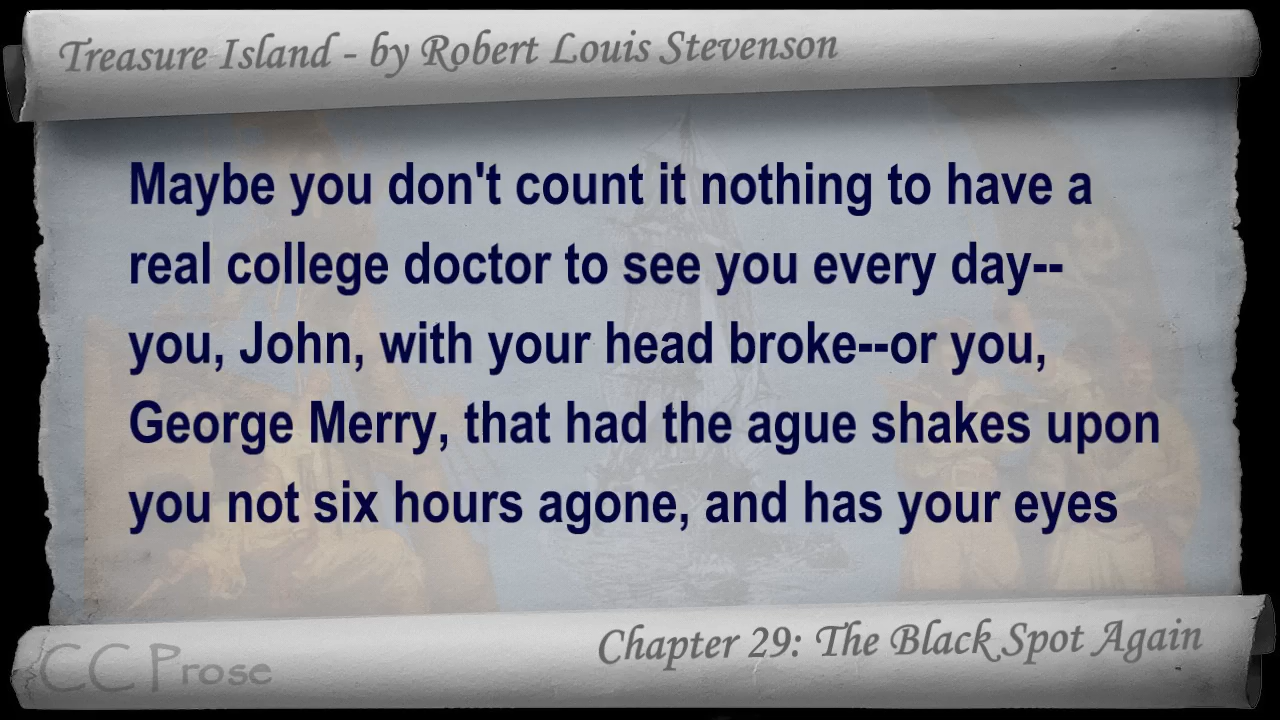 Treasure Island - by Robert Louis Stevenson
Maybe you don't count it nothing to have a
real college doctor to see you every day--
you, John, with your head broke--or you,
George Merry, that had the ague shakes upon
you not six hours agone, and has your eyes
Chapter 29: The Black Spot Again
CC Prose